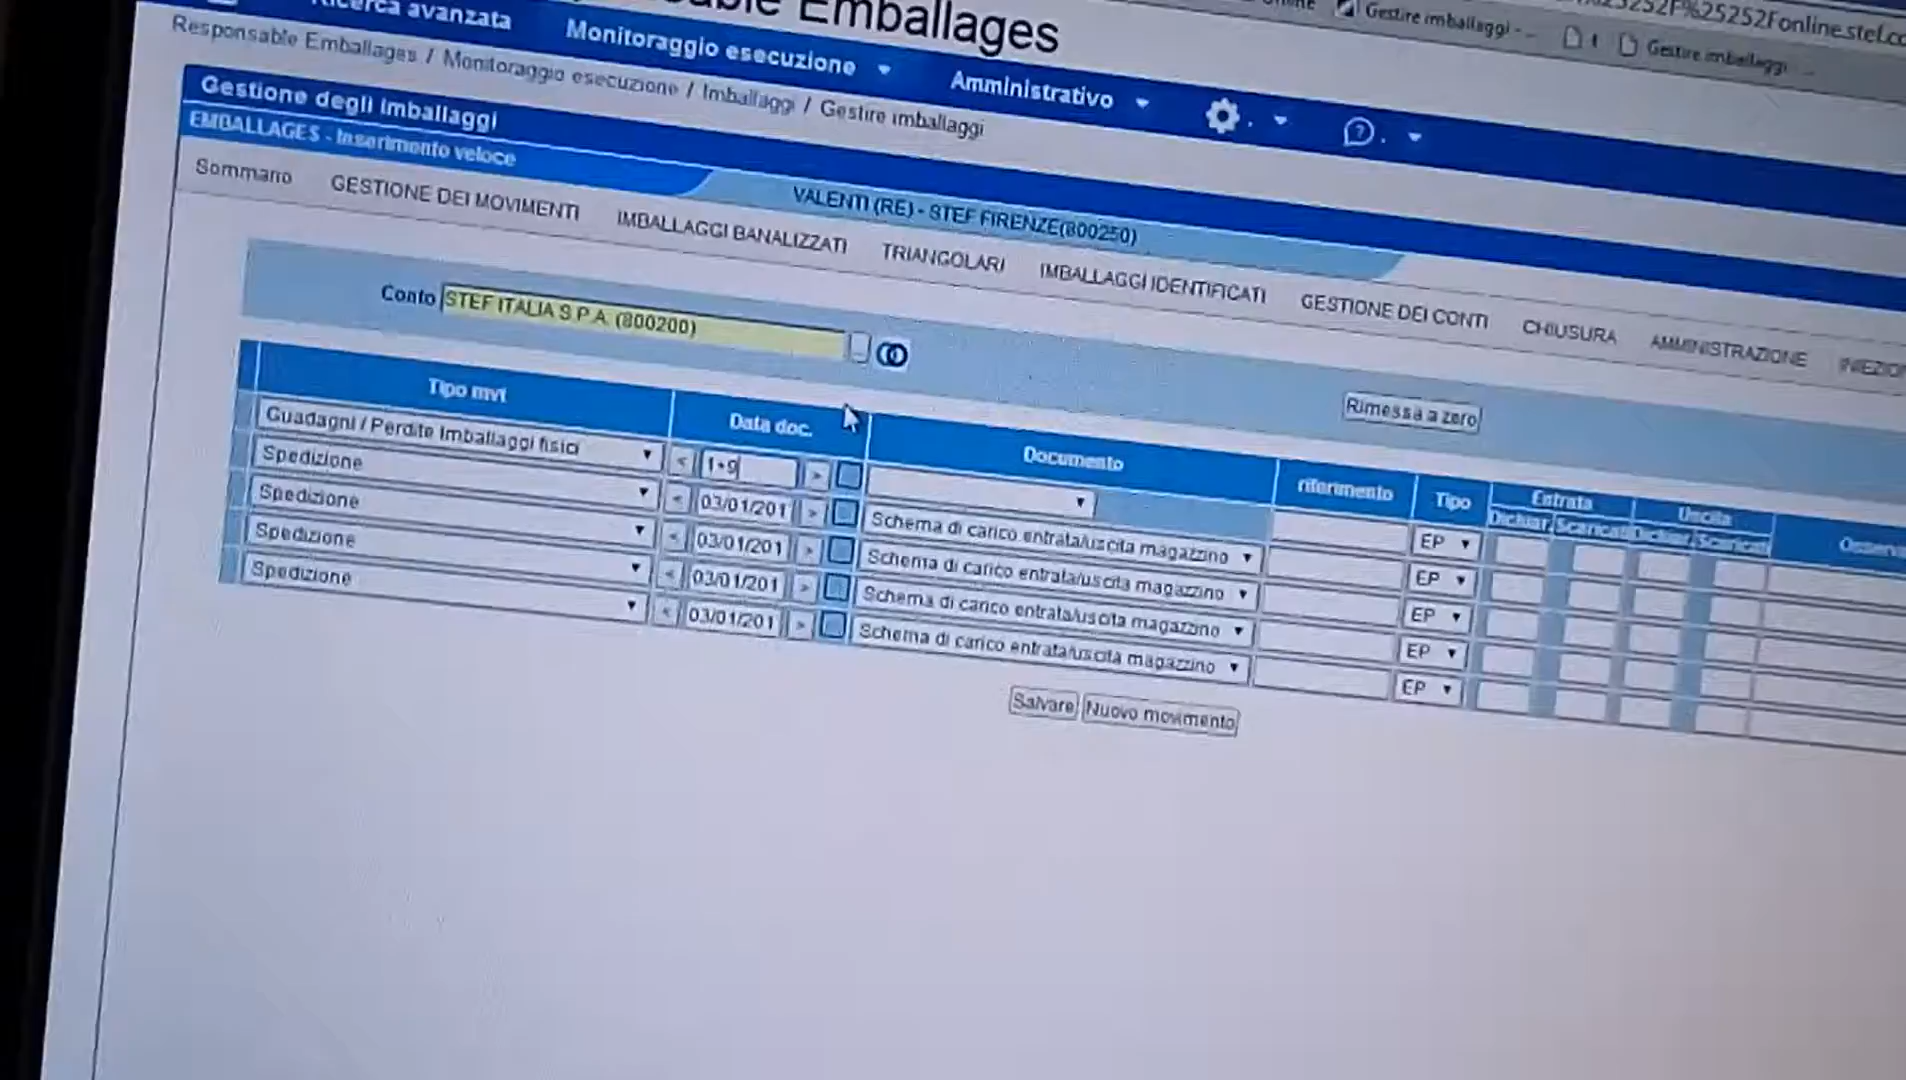 Emballages
Gestire imballaggi - ...
Gestire imballaggi
Ricerca avanzata
Monitoraggio esecuzione
Amministrativo
Responsable Emballages / Monitoraggio esecuzione / Imballaggi / Gestire imballaggi
Gestione degli imballaggi
EMBALLAGES - Inserimento veloce
VALENTI (RE) - STEF FIRENZE(800250)
Sommario
GESTIONE DEI MOVIMENTI
IMBALLAGGI BANALIZZATI
TRIANGOLARI
IMBALLAGGI IDENTIFICATI
GESTIONE DEI CONTI
CHIUSURA
AMMINISTRAZIONE
Conto STEF ITALIA S.P.A. (800200)
Rimessa a zero
Tipo mvt
Data doc.
Documento
riferimento
Tipo
Entrata
Uscita
Guadagni / Perdite Imballaggi fisici < 1+9 > EP
Spedizione < 03/01/201 > Schema di carico entrata/uscita magazzino EP
Spedizione < 03/01/201 > Schema di carico entrata/uscita magazzino EP
Spedizione < 03/01/201 > Schema di carico entrata/uscita magazzino EP
Spedizione < 03/01/201 > Schema di carico entrata/uscita magazzino EP
Salvare Nuovo movimento